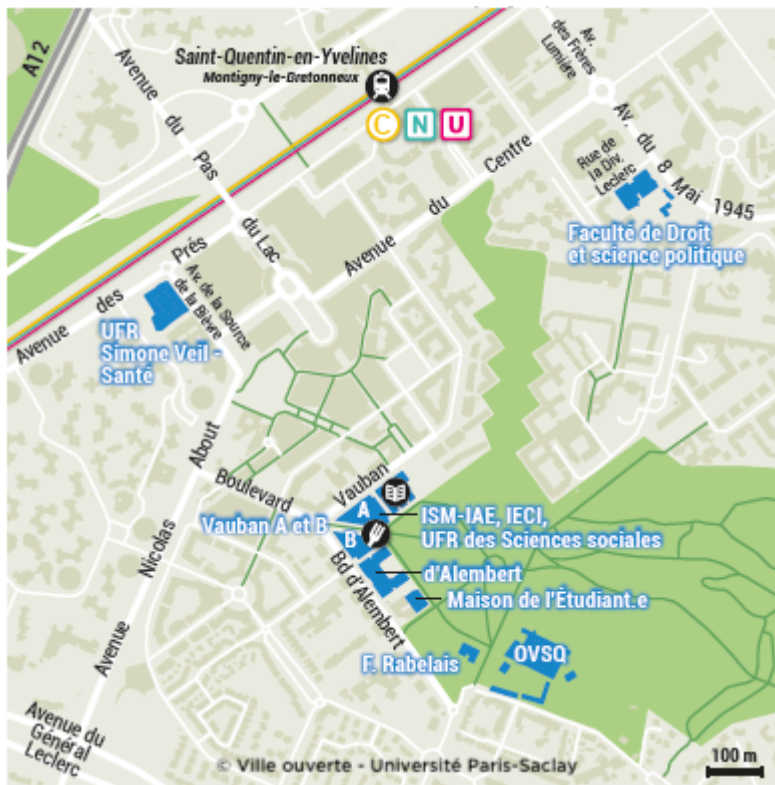 A12
Saint-Quentin-en-Yvelines
Montigny-le-Bretonneux
C N U
Av.
des Frères
Lumière
Av. du 8 Mai 1945
Rue de
la Div.
Leclerc
Faculté de Droit
et science politique
Avenue du Pas du Lac
Avenue du Centre
Avenue des Prés
Av. de la Source
de la Bièvre
UFR
Simone Veil -
Santé
Avenue Nicolas About
Boulevard Vauban
A
Vauban A et B
B
ISM-IAE, IECI,
UFR des Sciences sociales
d'Alembert
Maison de l'Étudiant.e
Bd d'Alembert
F. Rabelais
OVSQ
Avenue du
Général
Leclerc
© Ville ouverte - Université Paris-Saclay
100 m